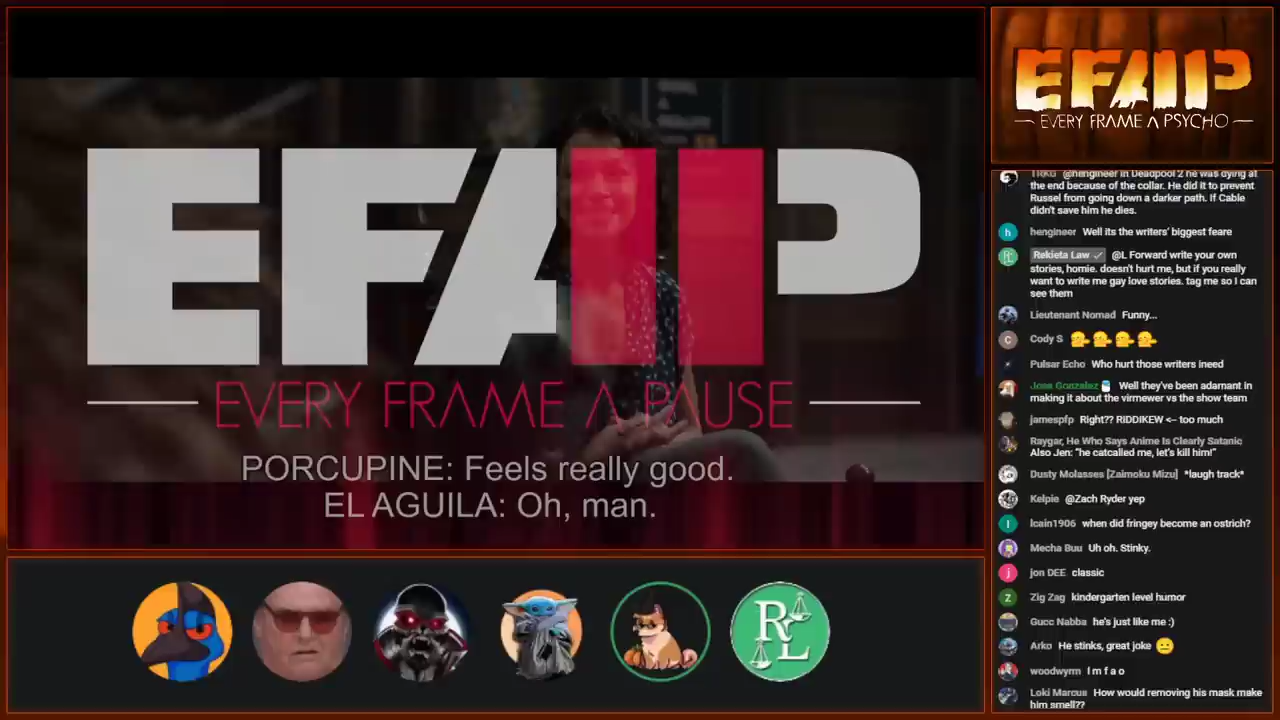 EFAP
EVERY FRAME A PAUSE
PORCUPINE: Feels really good.
EL AGUILA: Oh, man.
RL
EFAP
EVERY FRAME A PSYCHO
TRKG @hengineer in Deadpool 2 he was dying at
the end because of the collar. He did it to prevent
Russel from going down a darker path. If Cable
didn't save him he dies.
hengineer Well its the writers' biggest feare
Rekieta Law ✓ @L Forward write your own
stories, homie. doesn't hurt me, but if you really
want to write me gay love stories. tag me so I can
see them
Lieutenant Nomad Funny...
Cody S
Pulsar Echo Who hurt those writers ineed
Jose Gonzalez Well they've been adamant in
making it about the virmewer vs the show team
jamespfp Right?? RIDDIKEW <-- too much
Raygar, He Who Says Anime Is Clearly Satanic
Also Jen: "he catcalled me, let's kill him!"
Dusty Molasses [Zaimoku Mizu] *laugh track*
Kelpie @Zach Ryder yep
lcain1906 when did fringey become an ostrich?
Mecha Buu Uh oh. Stinky.
jon DEE classic
Zig Zag kindergarten level humor
Gucc Nabba he's just like me :)
Arko He stinks, great joke 😐
woodwyrm l m f a o
Loki Marcus How would removing his mask make
him smell??